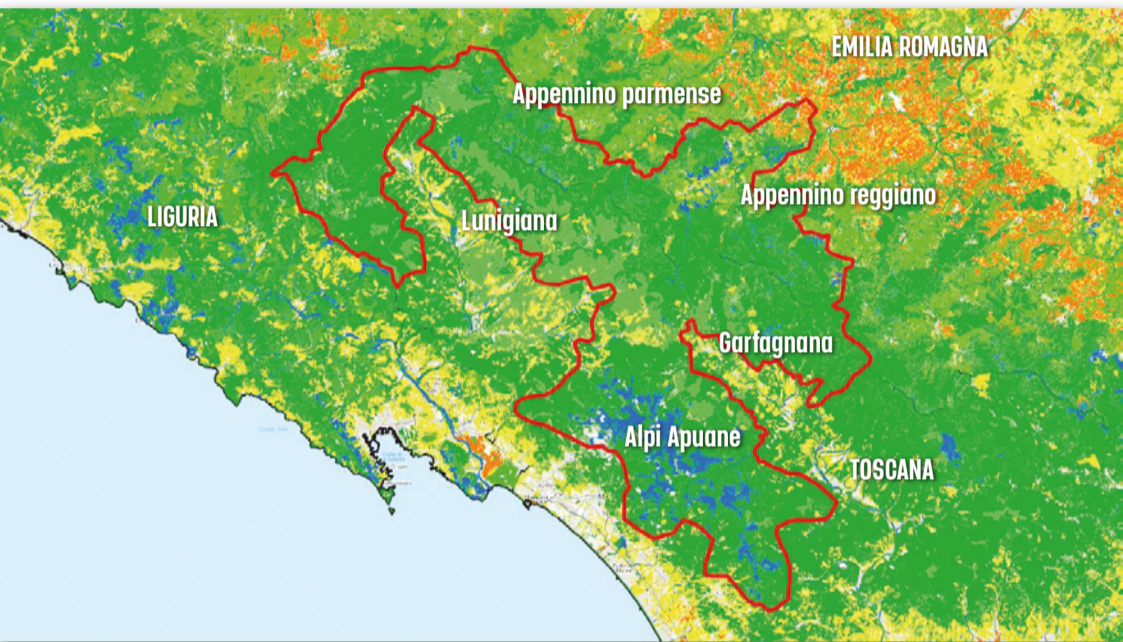 EMILIA ROMAGNA
Appennino parmense
Appennino reggiano
LIGURIA
Lunigiana
Garfagnana
Alpi Apuane
TOSCANA